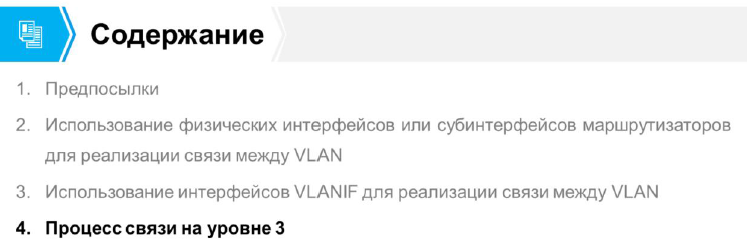 Содержание
1. Предпосылки
2. Использование физических интерфейсов или субинтерфейсов маршрутизаторов
для реализации связи между VLAN
3. Использование интерфейсов VLANIF для реализации связи между VLAN
4. Процесс связи на уровне 3